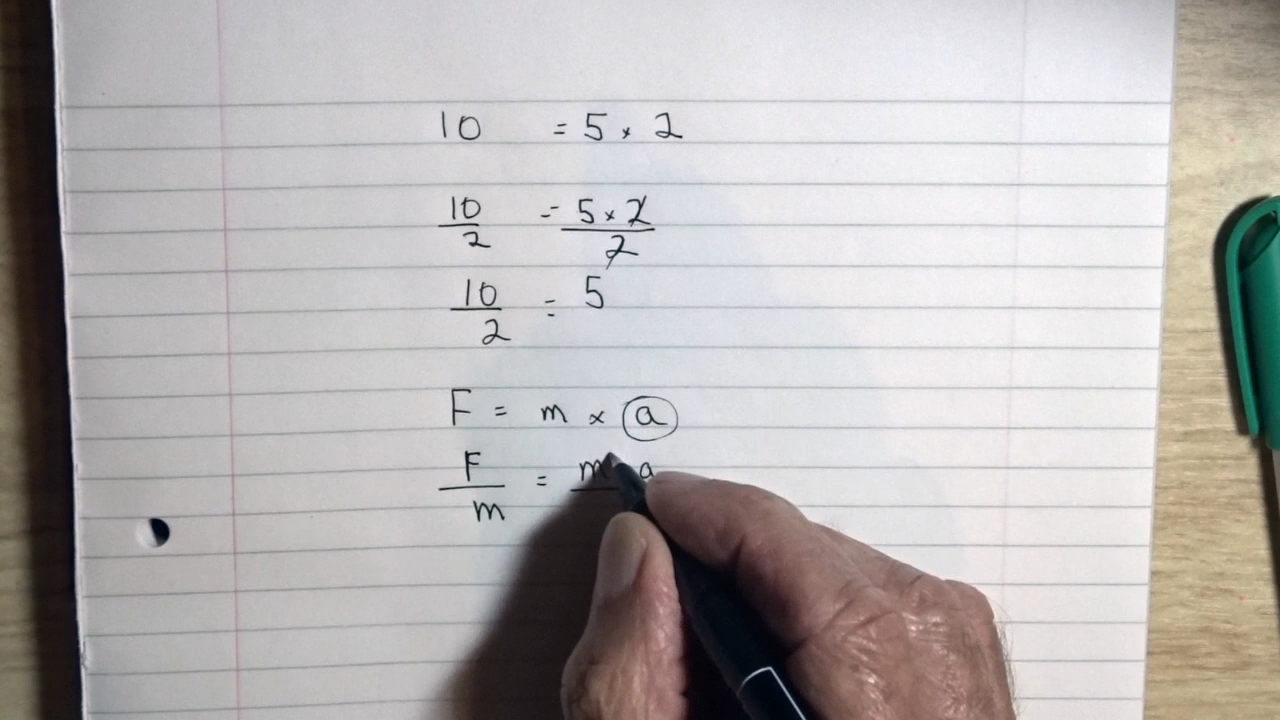 10 = 5 × 2
10 = 5 × 2
2 2
10 = 5
2
F = m × a
F = m a
m